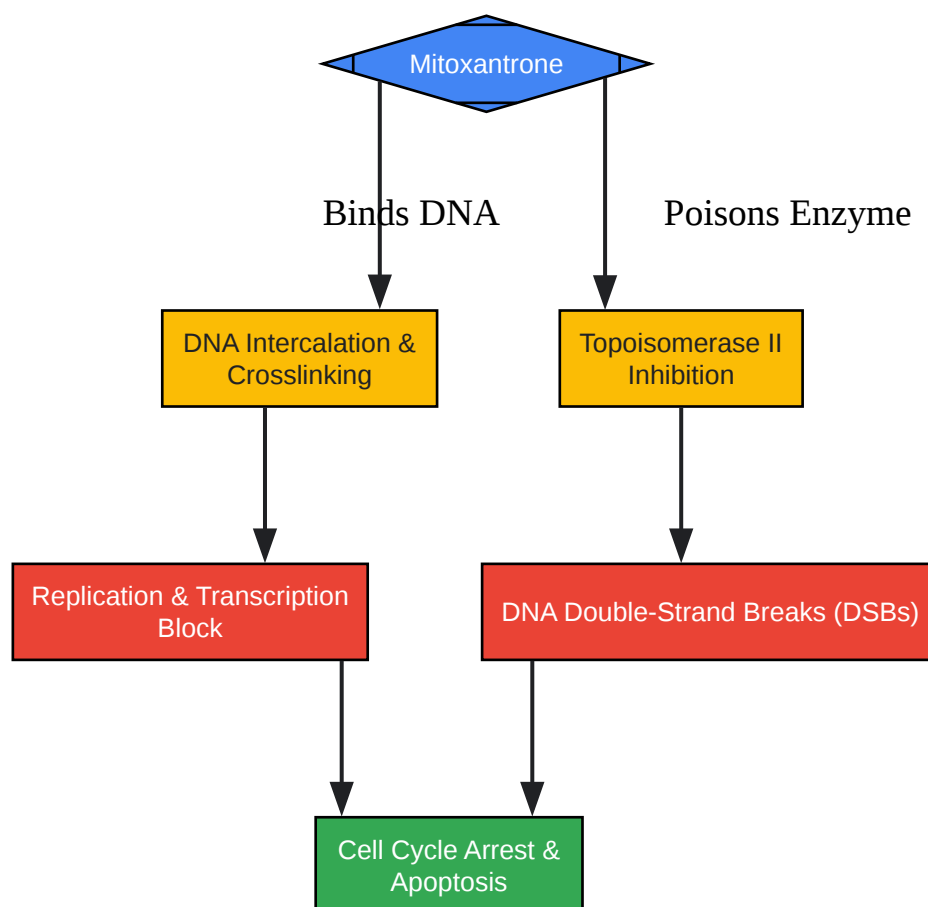 Mitoxantrone
Binds DNA
Poisons Enzyme
DNA Intercalation &
Crosslinking
Topoisomerase II
Inhibition
Replication & Transcription
Block
DNA Double-Strand Breaks (DSBs)
Cell Cycle Arrest &
Apoptosis